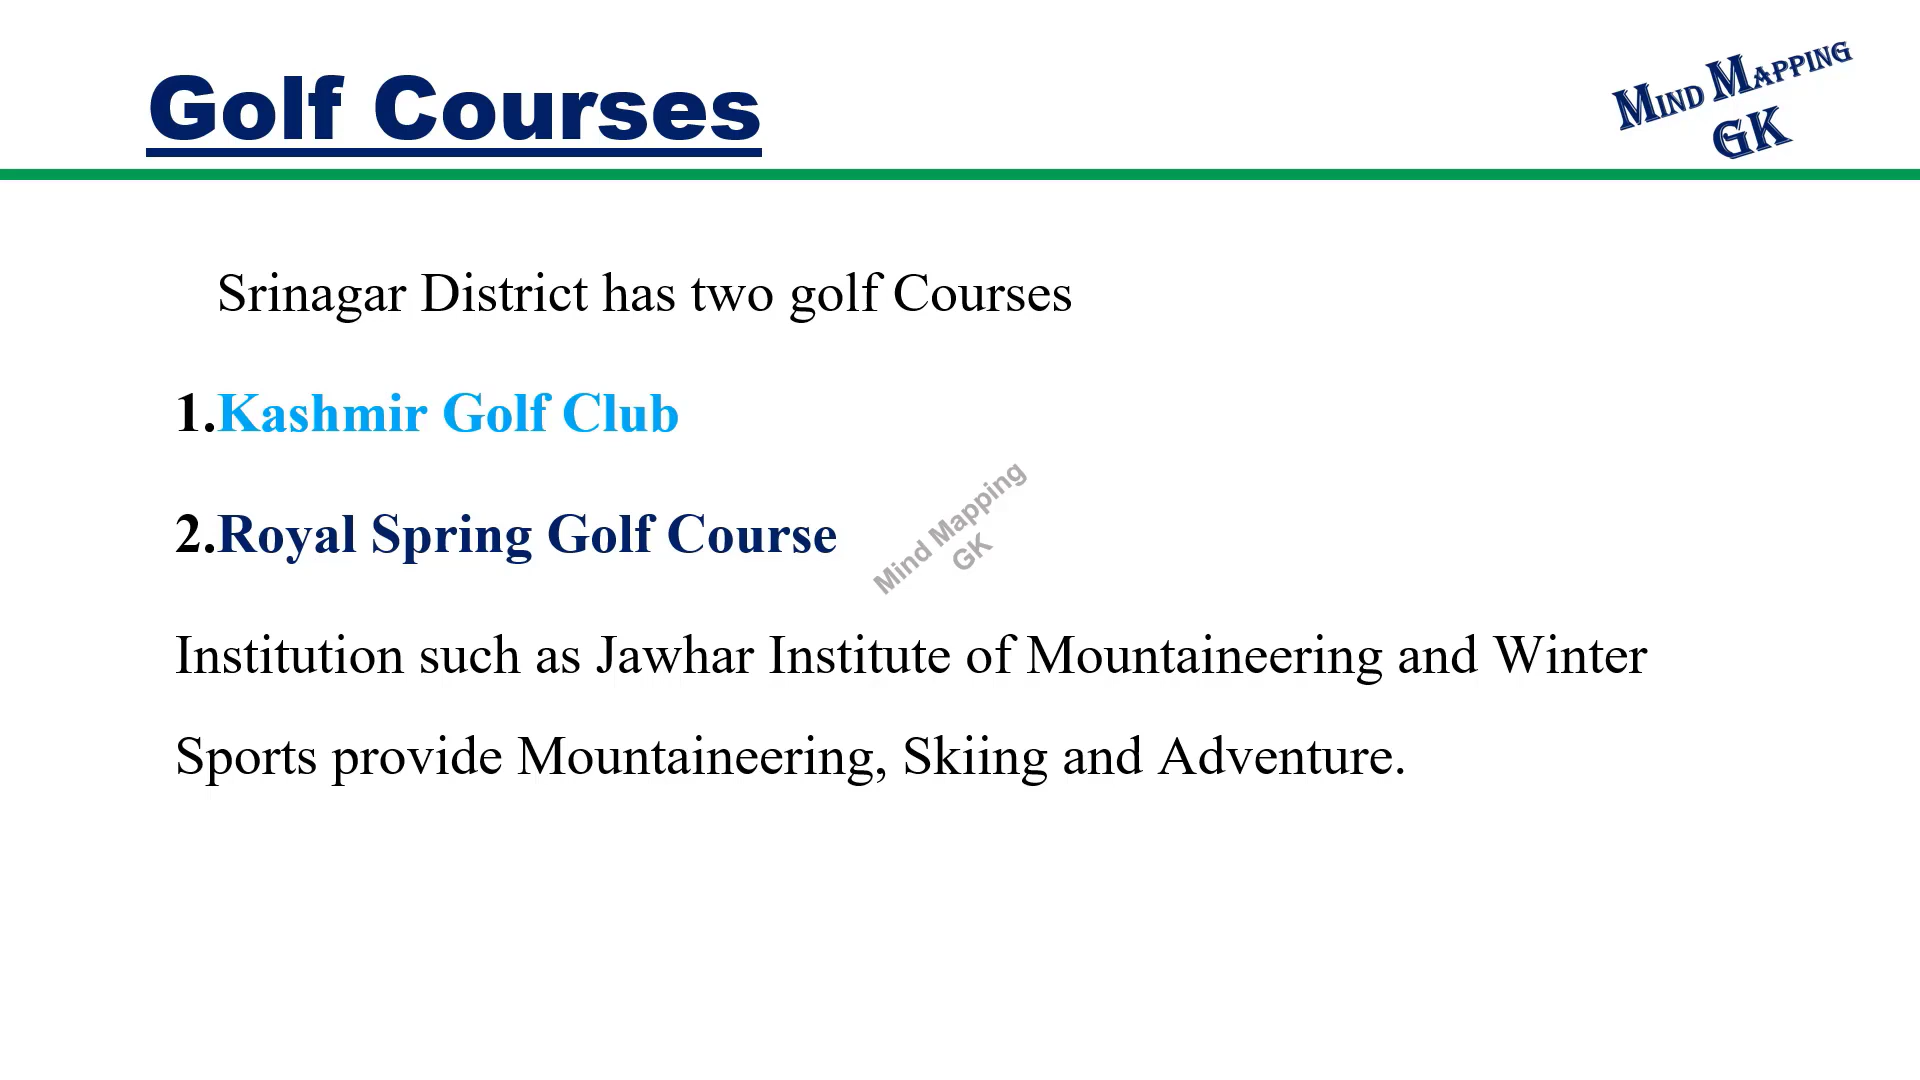 Golf Courses
MIND MAPPING
GK
Srinagar District has two golf Courses
1.Kashmir Golf Club
2.Royal Spring Golf Course
Mind Mapping
GK
Institution such as Jawhar Institute of Mountaineering and Winter
Sports provide Mountaineering, Skiing and Adventure.